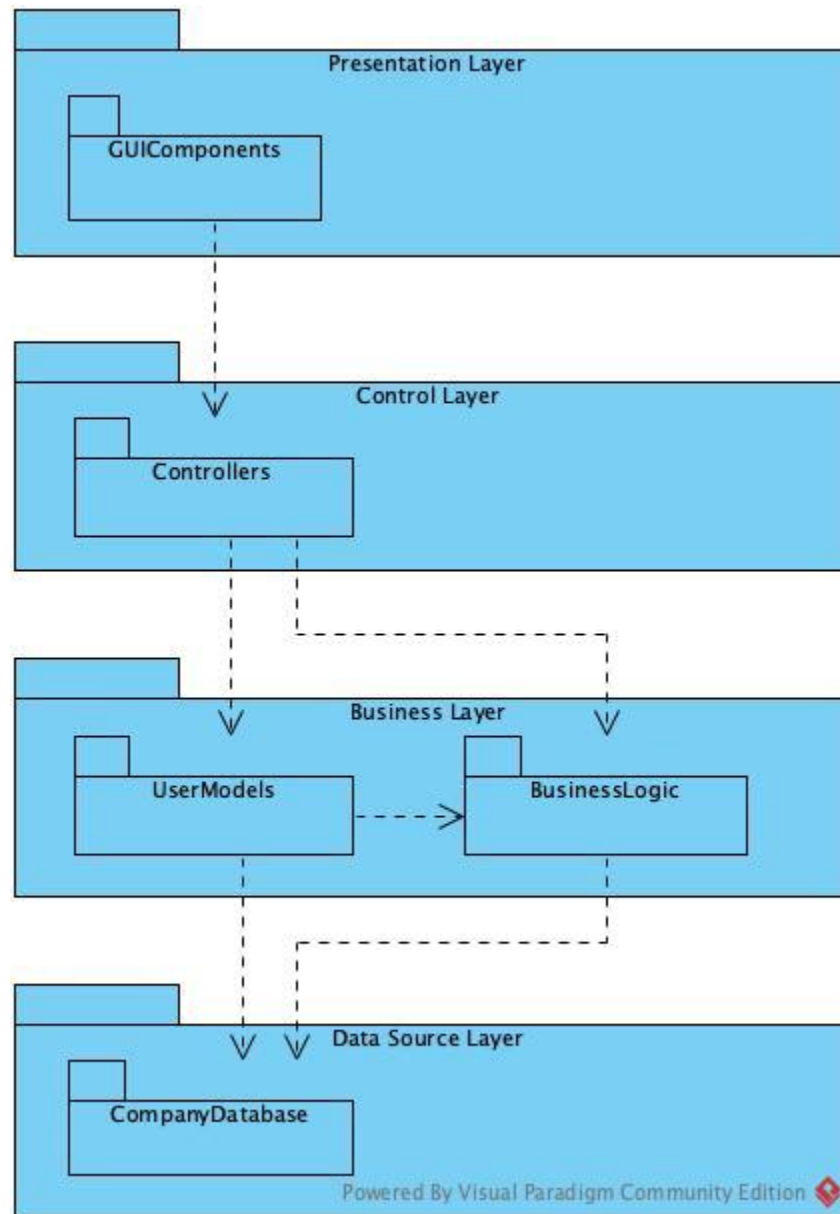 Presentation Layer
GUIComponents
Control Layer
Controllers
Business Layer
UserModels
BusinessLogic
Data Source Layer
CompanyDatabase
Powered By Visual Paradigm Community Edition